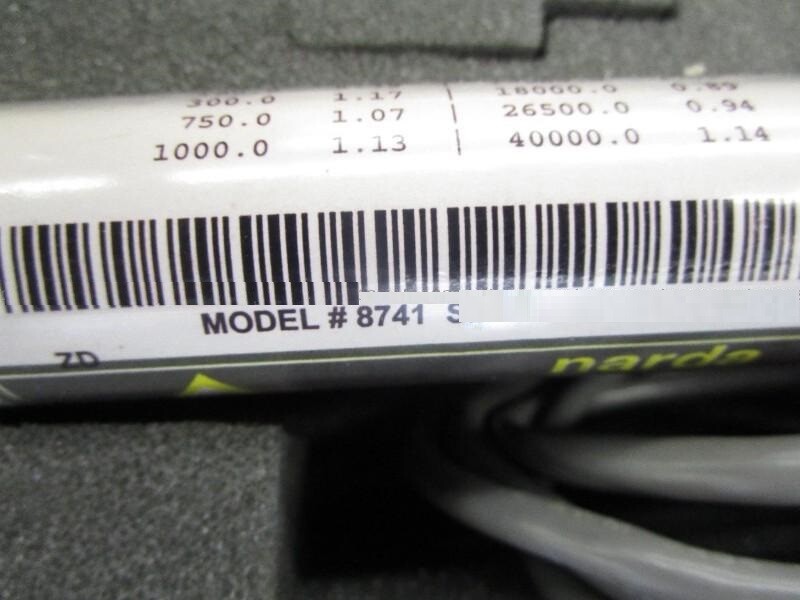 300.0 1.17 | 18000.0 0.89
750.0 1.07 | 26500.0 0.94
1000.0 1.13 | 40000.0 1.14
MODEL # 8741 S
ZD
narda